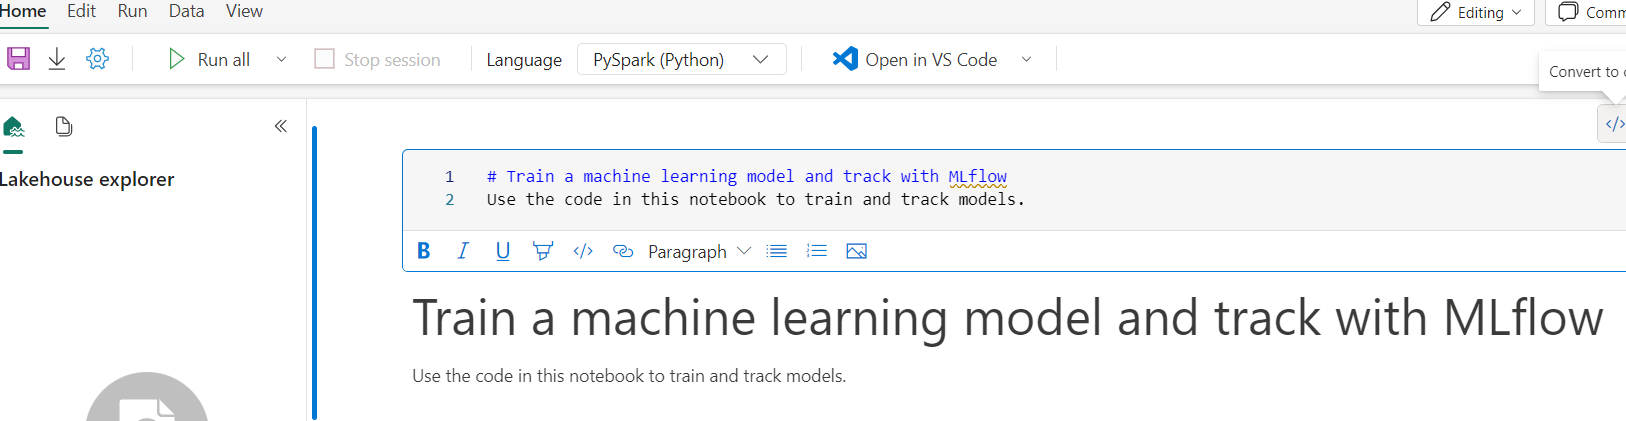 Home Edit Run Data View Editing Comm
Run all Stop session Language PySpark (Python) Open in VS Code
Convert to
Lakehouse explorer
1 # Train a machine learning model and track with MLflow
2 Use the code in this notebook to train and track models.
B I U </> Paragraph
Train a machine learning model and track with MLflow
Use the code in this notebook to train and track models.